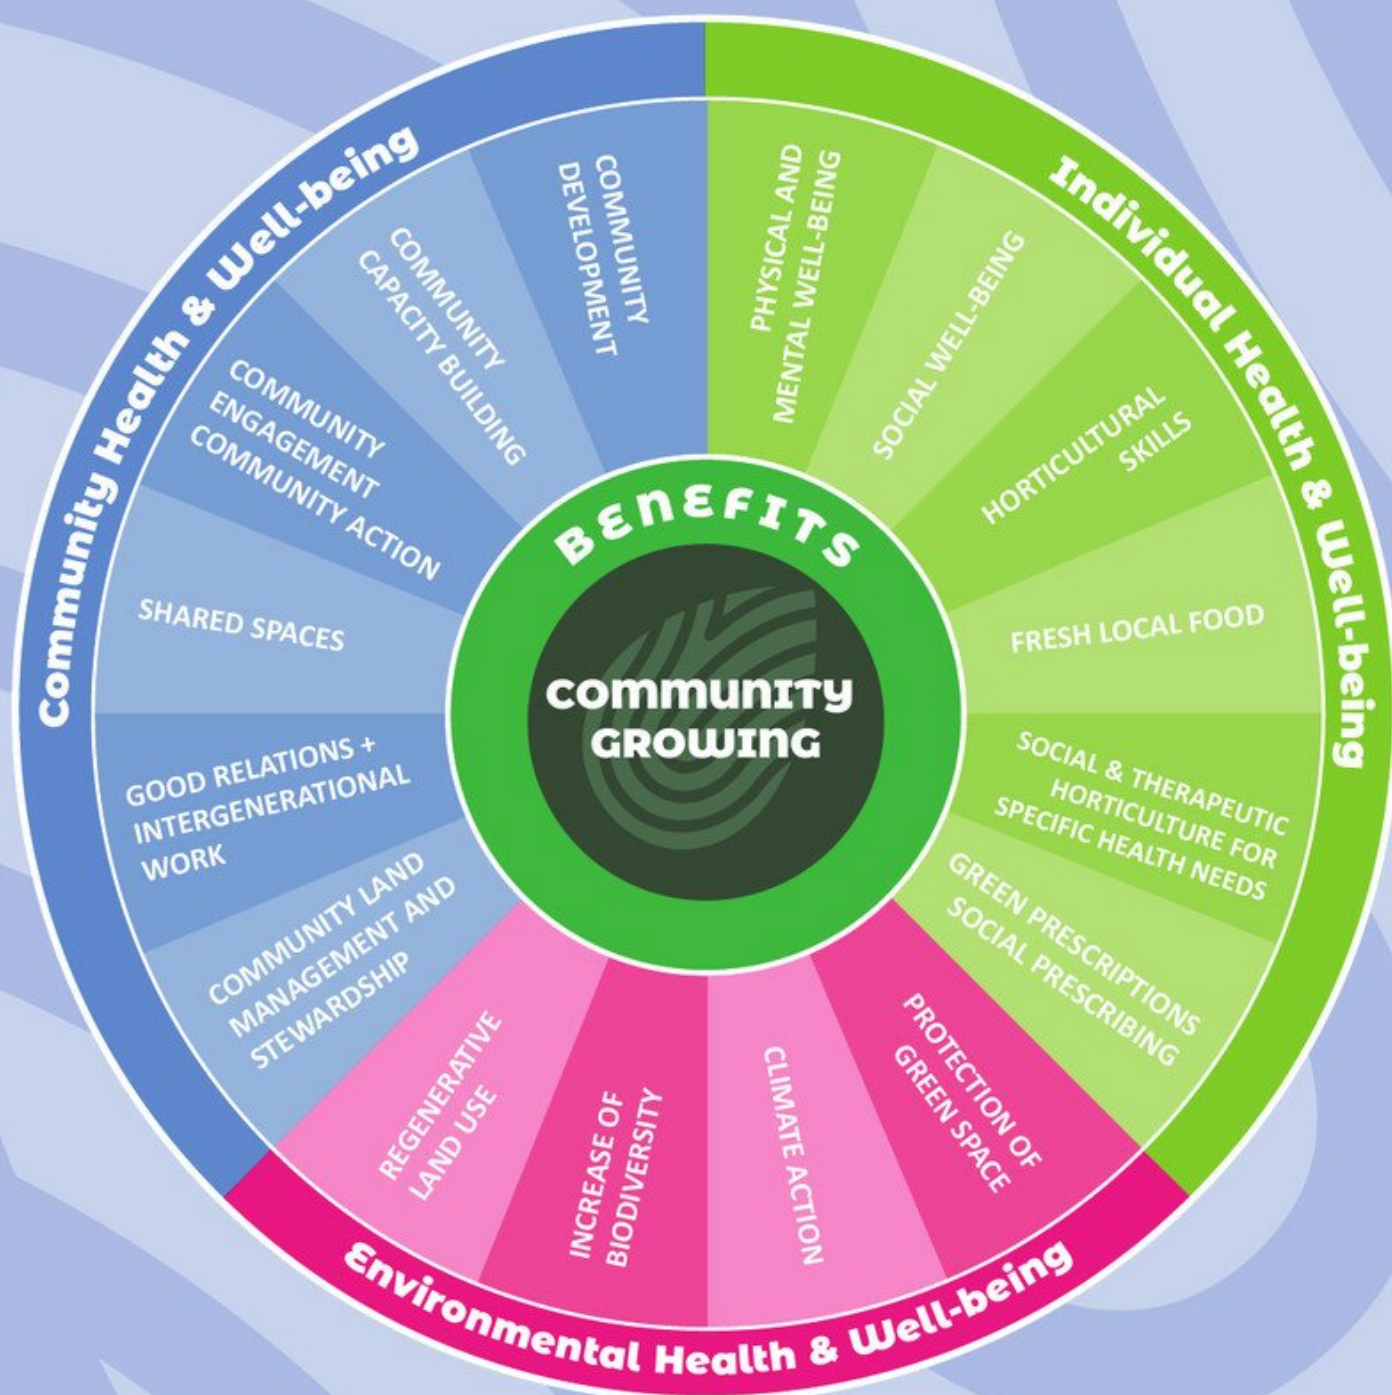 BENEFITS
COMMUNITY
GROWING
Individual Health & Well-being
PHYSICAL AND
MENTAL WELL-BEING
SOCIAL WELL-BEING
HORTICULTURAL
SKILLS
FRESH LOCAL FOOD
SOCIAL & THERAPEUTIC
HORTICULTURE FOR
SPECIFIC HEALTH NEEDS
GREEN PRESCRIPTIONS
SOCIAL PRESCRIBING
Environmental Health & Well-being
PROTECTION OF
GREEN SPACE
CLIMATE ACTION
INCREASE OF
BIODIVERSITY
REGENERATIVE
LAND USE
Community Health & Well-being
COMMUNITY LAND
MANAGEMENT AND
STEWARDSHIP
GOOD RELATIONS +
INTERGENERATIONAL
WORK
SHARED SPACES
COMMUNITY
ENGAGEMENT
COMMUNITY ACTION
COMMUNITY
CAPACITY BUILDING
COMMUNITY
DEVELOPMENT